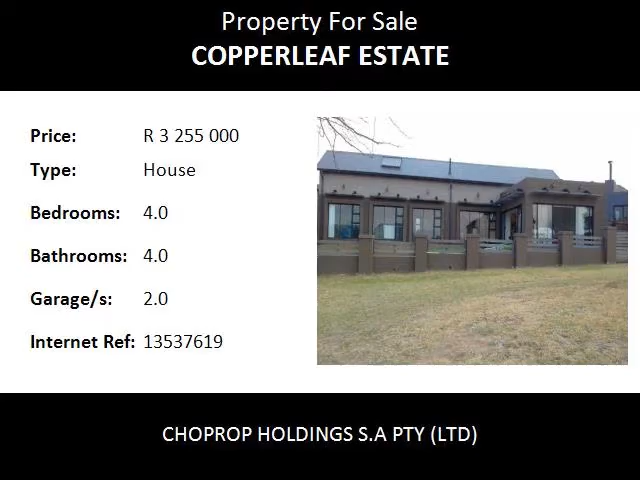 Property For Sale
COPPERLEAF ESTATE
Price: R 3 255 000
Type: House
Bedrooms: 4.0
Bathrooms: 4.0
Garage/s: 2.0
Internet Ref: 13537619
CHOPROP HOLDINGS S.A PTY (LTD)